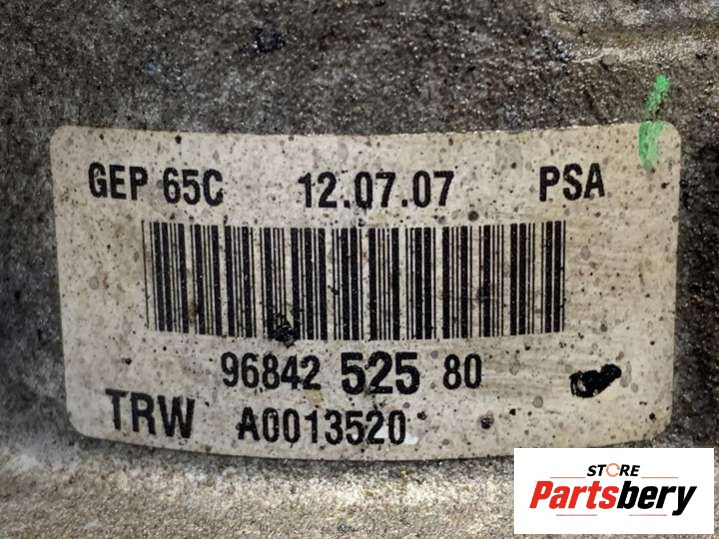 GEP 65C 12.07.07 PSA
96842 525 80
TRW A0013520
STORE
Partsbery